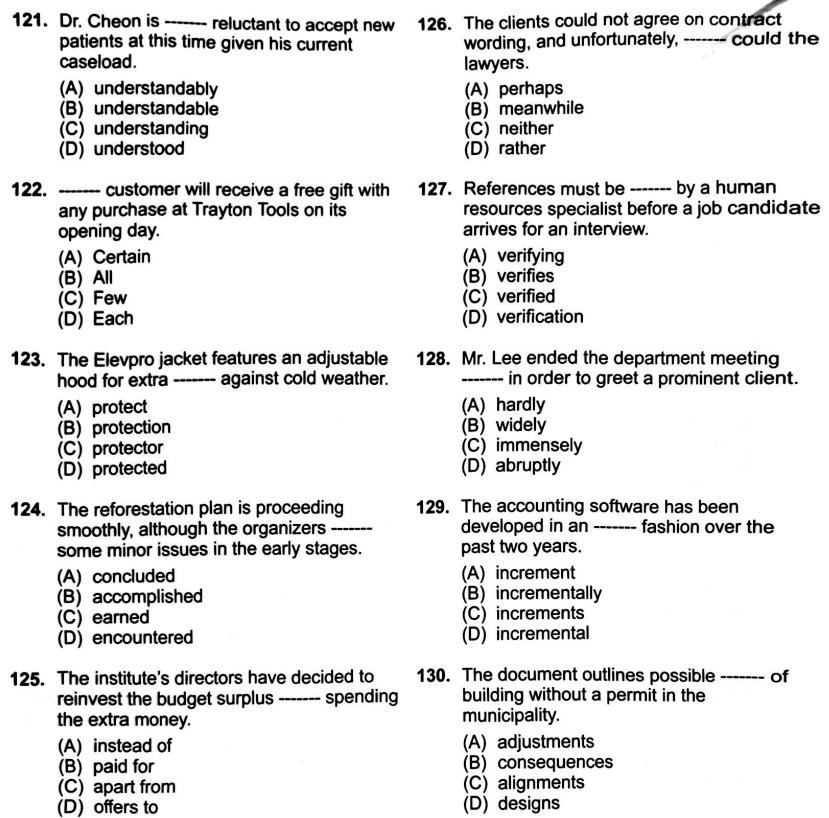 121. Dr. Cheon is ------- reluctant to accept new
patients at this time given his current
caseload.
(A) understandably
(B) understandable
(C) understanding
(D) understood
122. ------- customer will receive a free gift with
any purchase at Trayton Tools on its
opening day.
(A) Certain
(B) All
(C) Few
(D) Each
123. The Elevpro jacket features an adjustable
hood for extra ------- against cold weather.
(A) protect
(B) protection
(C) protector
(D) protected
124. The reforestation plan is proceeding
smoothly, although the organizers -------
some minor issues in the early stages.
(A) concluded
(B) accomplished
(C) earned
(D) encountered
125. The institute's directors have decided to
reinvest the budget surplus ------- spending
the extra money.
(A) instead of
(B) paid for
(C) apart from
(D) offers to
126. The clients could not agree on contract
wording, and unfortunately, ------- could the
lawyers.
(A) perhaps
(B) meanwhile
(C) neither
(D) rather
127. References must be ------- by a human
resources specialist before a job candidate
arrives for an interview.
(A) verifying
(B) verifies
(C) verified
(D) verification
128. Mr. Lee ended the department meeting
------- in order to greet a prominent client.
(A) hardly
(B) widely
(C) immensely
(D) abruptly
129. The accounting software has been
developed in an ------- fashion over the
past two years.
(A) increment
(B) incrementally
(C) increments
(D) incremental
130. The document outlines possible ------- of
building without a permit in the
municipality.
(A) adjustments
(B) consequences
(C) alignments
(D) designs